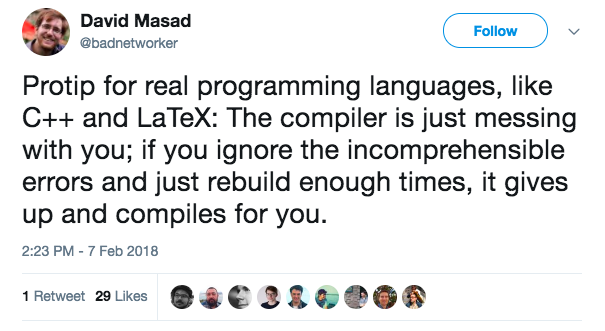 David Masad
@badnetworker
Follow
Protip for real programming languages, like
C++ and LaTeX: The compiler is just messing
with you; if you ignore the incomprehensible
errors and just rebuild enough times, it gives
up and compiles for you.
2:23 PM - 7 Feb 2018
1 Retweet 29 Likes